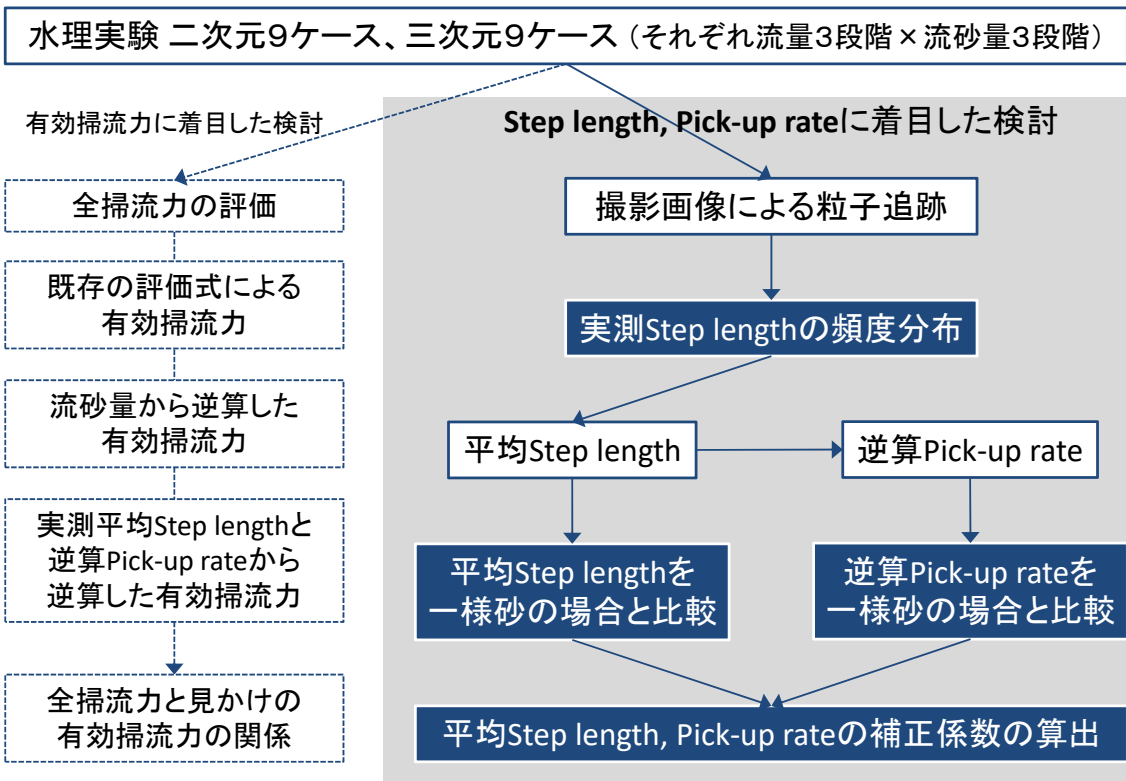 水理実験 二次元9ケース、三次元9ケース（それぞれ流量3段階×流砂量3段階）
有効掃流力に着目した検討
全掃流力の評価
既存の評価式による
有効掃流力
流砂量から逆算した
有効掃流力
実測平均Step lengthと
逆算Pick-up rateから
逆算した有効掃流力
全掃流力と見かけの
有効掃流力の関係
Step length, Pick-up rateに着目した検討
撮影画像による粒子追跡
実測Step lengthの頻度分布
平均Step length
逆算Pick-up rate
平均Step lengthを
一様砂の場合と比較
逆算Pick-up rateを
一様砂の場合と比較
平均Step length, Pick-up rateの補正係数の算出